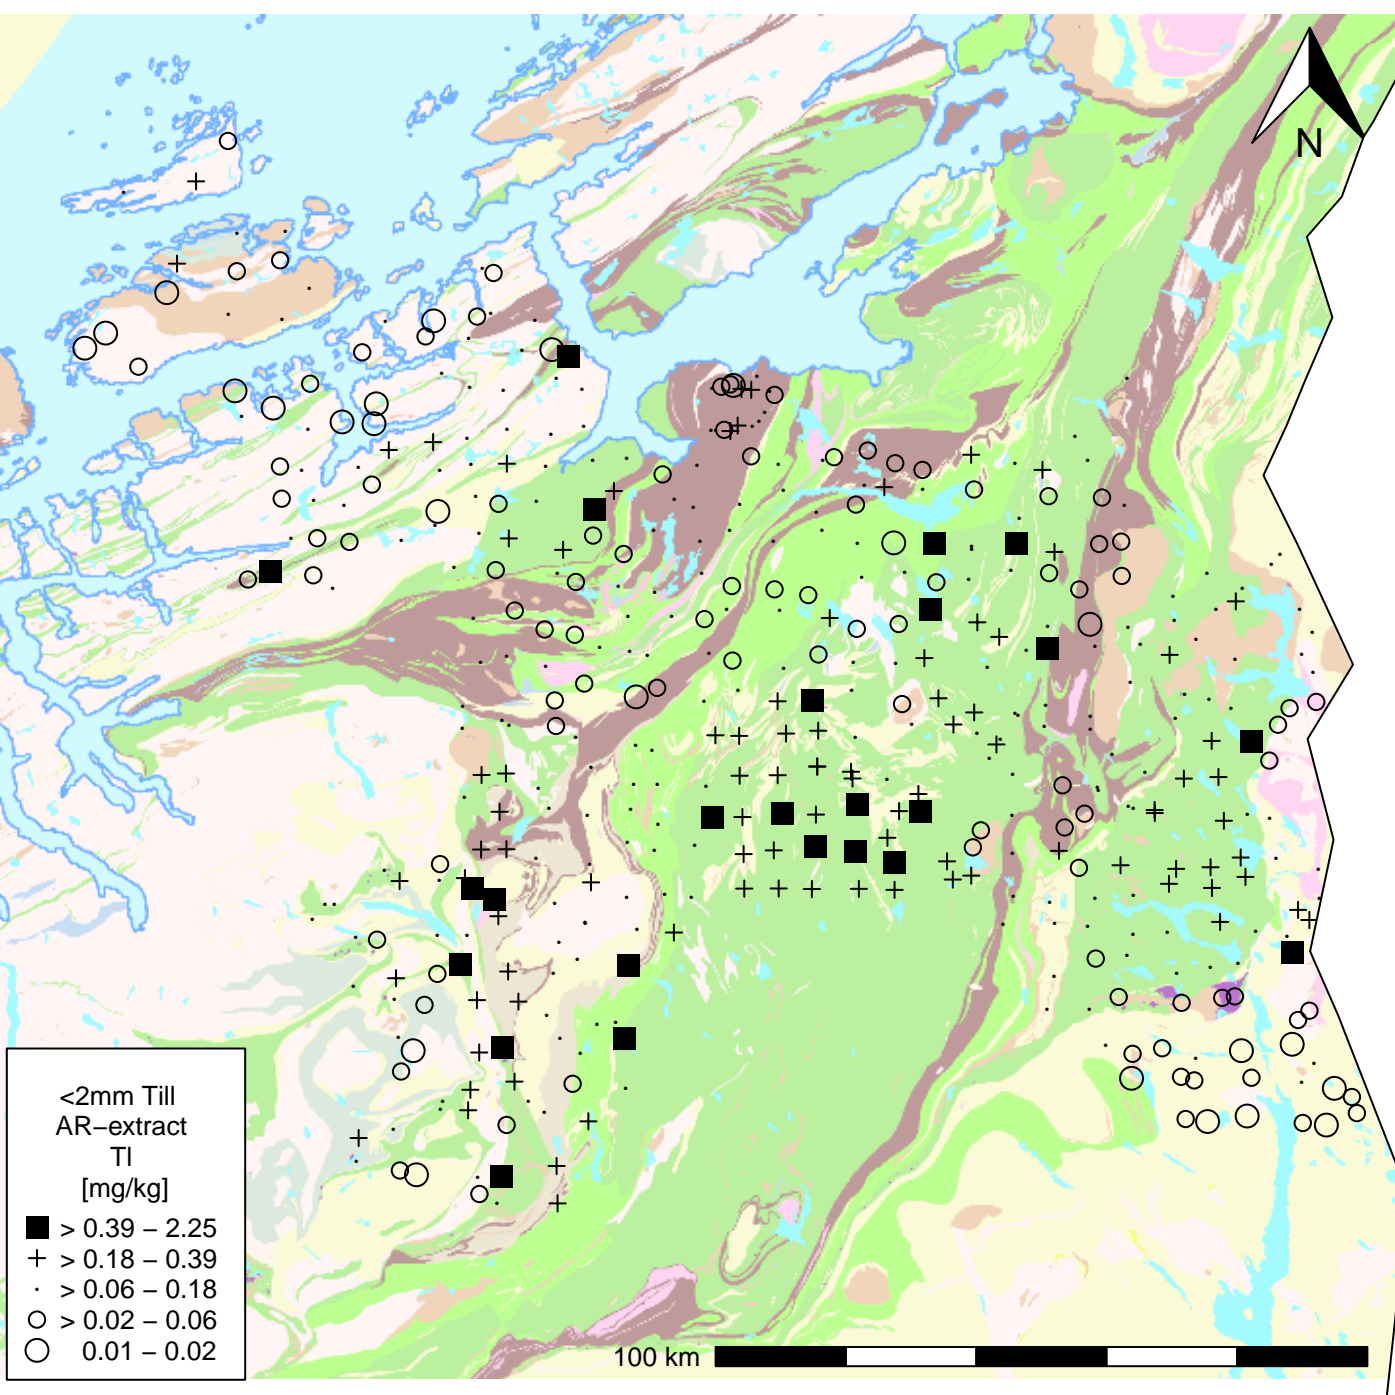 N
<2mm Till
AR−extract
Tl
[mg/kg]
> 0.39 − 2.25
> 0.18 − 0.39
> 0.06 − 0.18
> 0.02 − 0.06
0.01 − 0.02
100 km